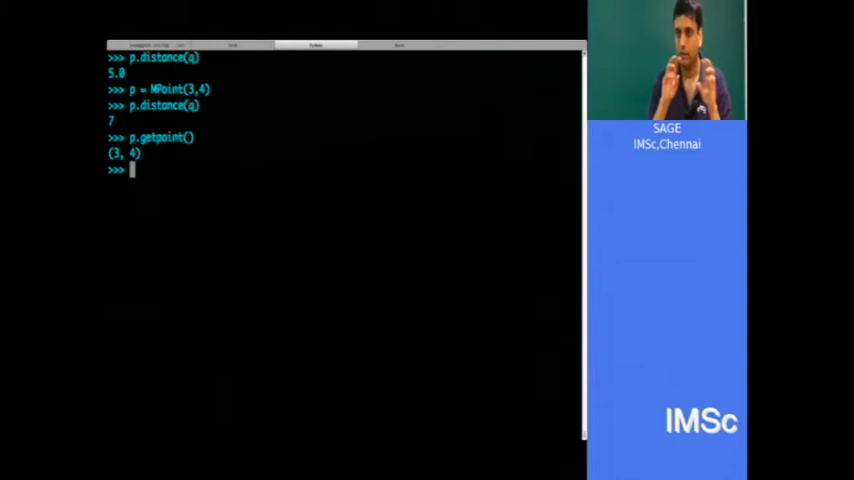 >>> p.distance(q)
5.0
>>> p = MPoint(3,4)
>>> p.distance(q)
7
>>> p.getpoint()
(3, 4)
>>>
SAGE
IMSc,Chennai
IMSc